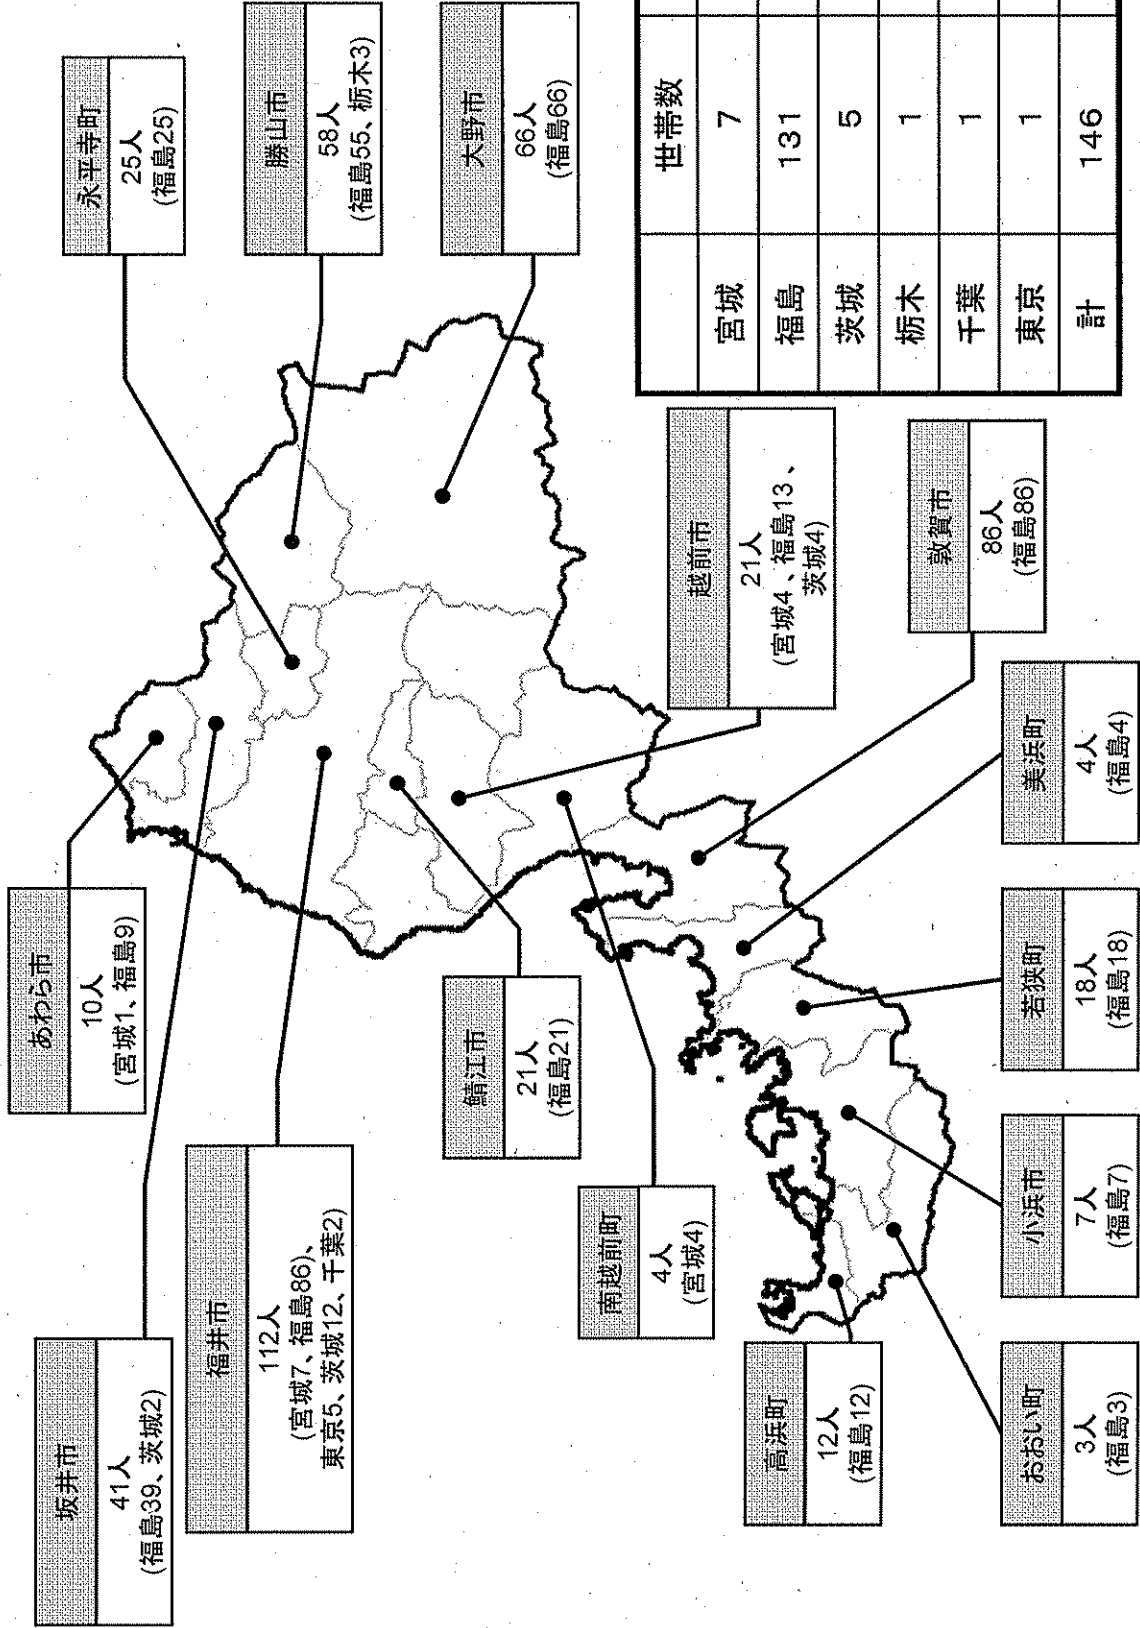 坂井市
41人
(福島39、茨城2)
あわら市
10人
(宮城1、福島9)
福井市
112人
(宮城7、福島86)、
東京5、茨城12、千葉2)
鯖江市
21人
(福島21)
南越前町
4人
(宮城4)
高浜町
12人
(福島12)
おおい町
3人
(福島3)
小浜市
7人
(福島7)
若狭町
18人
(福島18)
美浜町
4人
(福島4)
敦賀市
86人
(福島86)
越前市
21人
(宮城4、福島13、
茨城4)
永平寺町
25人
(福島25)
勝山市
58人
(福島55、栃木3)
大野市
66人
(福島66)
世帯数
宮城 7
福島 131
茨城 5
栃木 1
千葉 1
東京 1
計 146